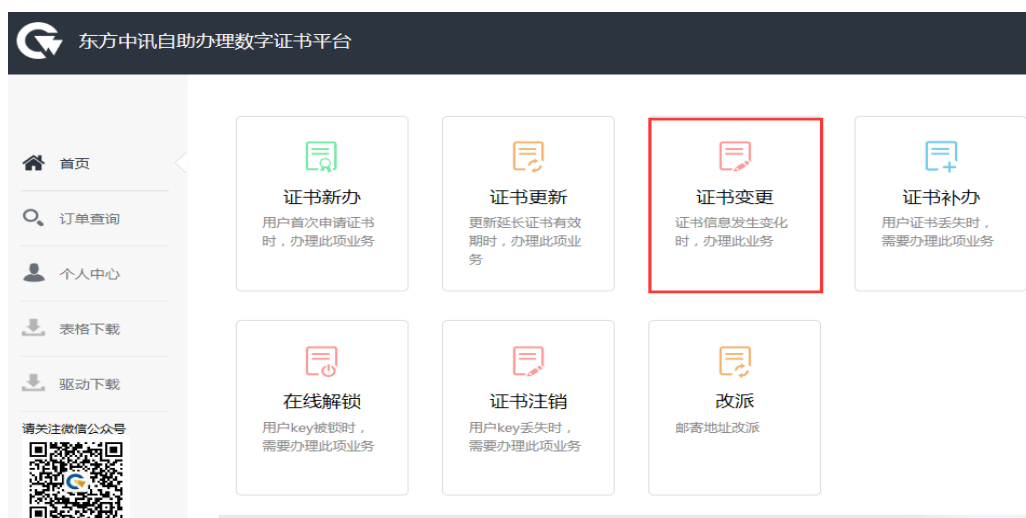 东方中讯自助办理数字证书平台
首页
订单查询
个人中心
表格下载
驱动下载
请关注微信公众号
证书新办
用户首次申请证书
时，办理此项业务
证书更新
更新延长证书有效
期时，办理此项业
务
证书变更
证书信息发生变化
时，办理此业务
证书补办
用户证书丢失时，
需要办理此项业务
在线解锁
用户key被锁时，
需要办理此项业务
证书注销
用户key丢失时，
需要办理此项业务
改派
邮寄地址改派